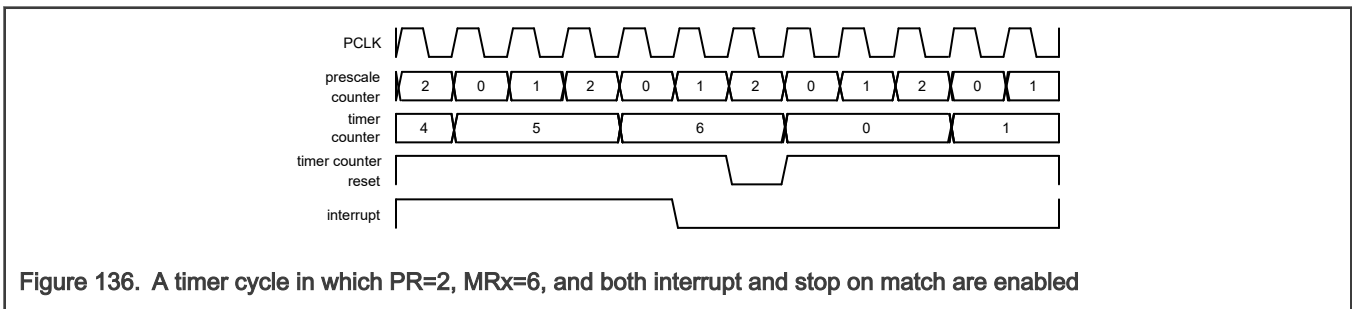 PCLK
prescale
counter
2 0 1 2 0 1 2 0 1 2 0 1
timer
counter
4 5 6 0 1
timer counter
reset
interrupt
Figure 136. A timer cycle in which PR=2, MRx=6, and both interrupt and stop on match are enabled